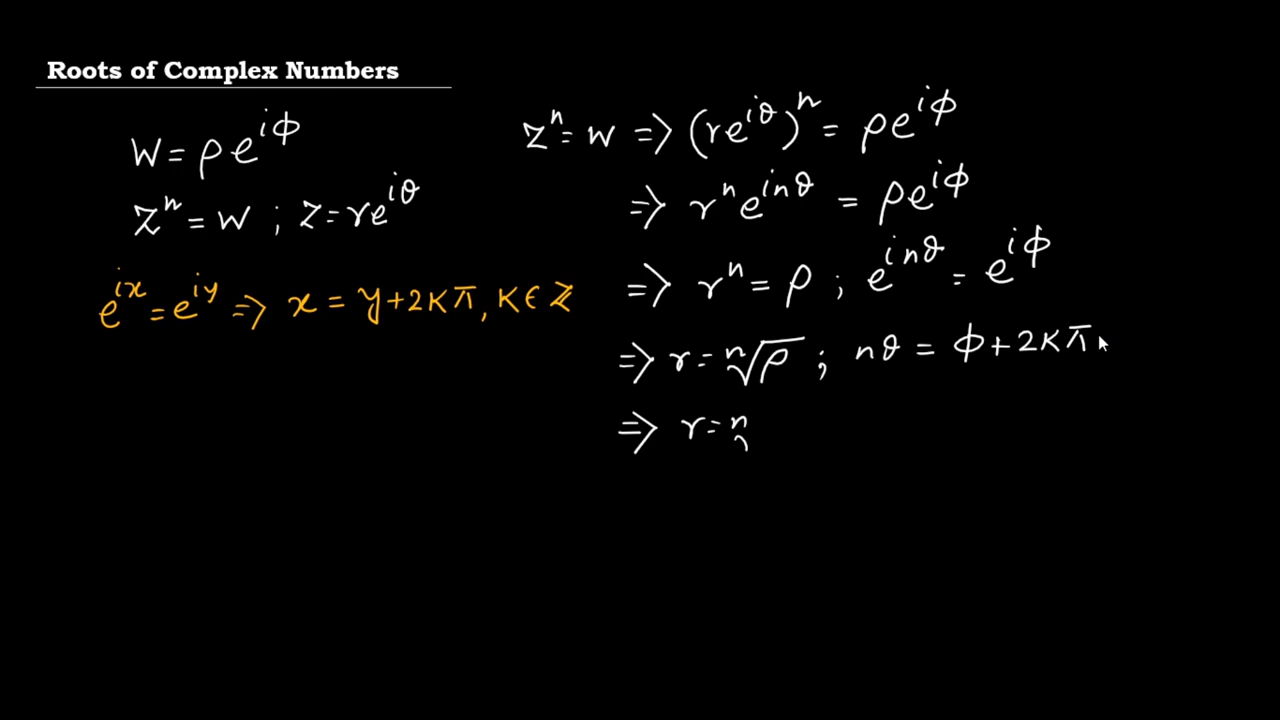 Roots of Complex Numbers
W = ρe^{iϕ}
z^n = w ; z = re^{iθ}
e^{ix} = e^{iy} => x = y + 2Kπ, K ∈ ℤ
z^n = w => (re^{iθ})^n = ρe^{iϕ}
=> r^n e^{inθ} = ρe^{iϕ}
=> r^n = ρ ; e^{inθ} = e^{iϕ}
=> r = ⁿ√ρ ; nθ = ϕ + 2Kπ
=> r = n